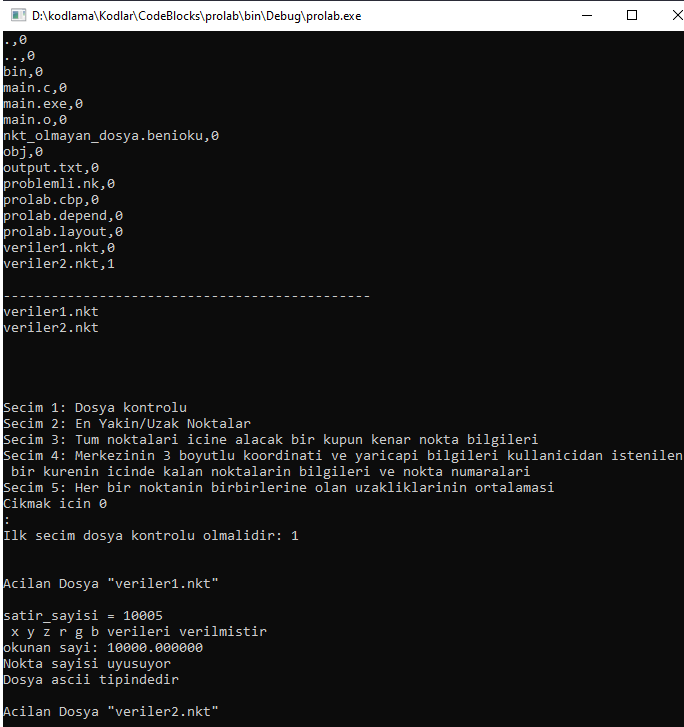 D:\kodlama\Kodlar\CodeBlocks\prolab\bin\Debug\prolab.exe
.,0
..,0
bin,0
main.c,0
main.exe,0
main.o,0
nkt_olmayan_dosya.benioku,0
obj,0
output.txt,0
problemli.nk,0
prolab.cbp,0
prolab.depend,0
prolab.layout,0
veriler1.nkt,0
veriler2.nkt,1
----------------------------------------------
veriler1.nkt
veriler2.nkt
Secim 1: Dosya kontrolu
Secim 2: En Yakin/Uzak Noktalar
Secim 3: Tum noktalari icine alacak bir kupun kenar nokta bilgileri
Secim 4: Merkezinin 3 boyutlu koordinati ve yaricapi bilgileri kullanicidan istenilen
bir kurenin icinde kalan noktalarin bilgileri ve nokta numaralari
Secim 5: Her bir noktanin birbirlerine olan uzakliklarinin ortalamasi
Cikmak icin 0
:
Ilk secim dosya kontrolu olmalidir: 1
Acilan Dosya "veriler1.nkt"
satir_sayisi = 10005
x y z r g b verileri verilmistir
okunan sayi: 10000.000000
Nokta sayisi uyusuyor
Dosya ascii tipindedir
Acilan Dosya "veriler2.nkt"